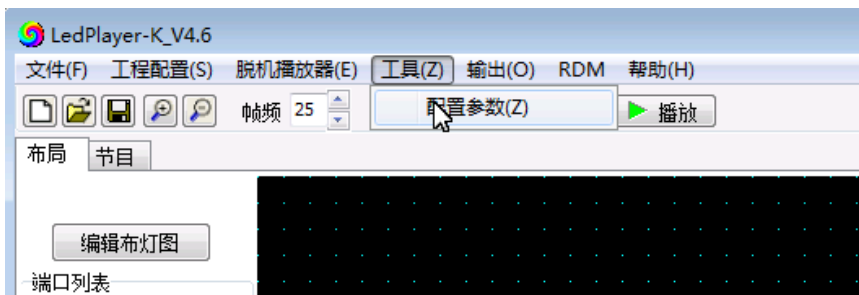 LedPlayer-K_V4.6
文件(F) 工程配置(S) 脱机播放器(E) 工具(Z) 输出(O) RDM 帮助(H)
帧频 25 配置参数(Z) 播放
布局 节目
编辑布灯图
端口列表